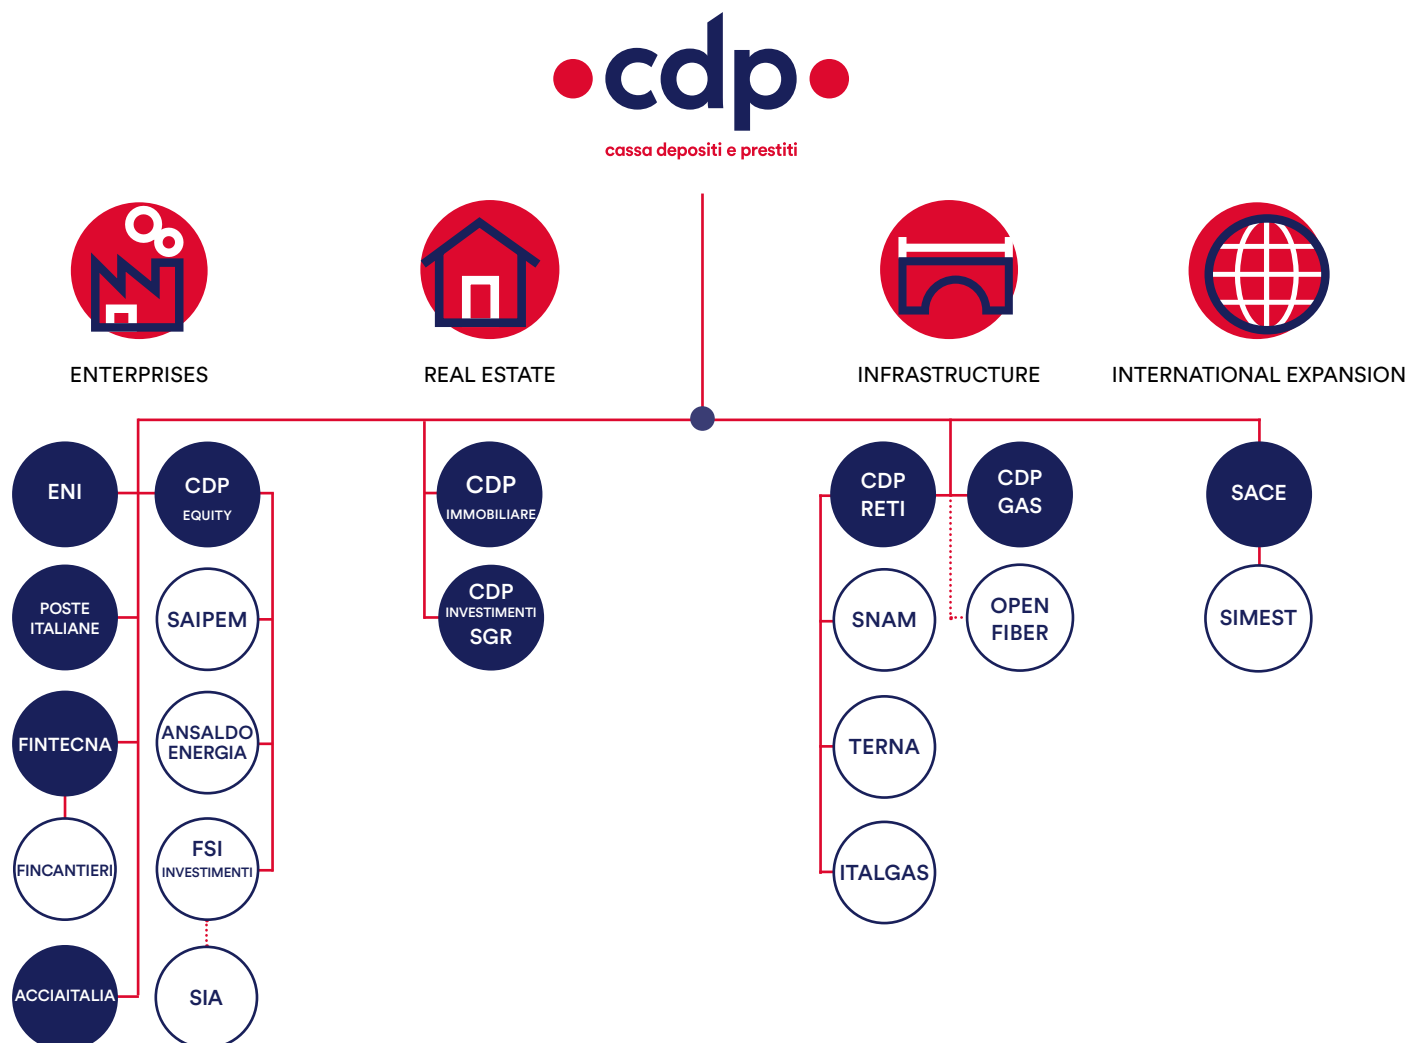 cdp
cassa depositi e prestiti
ENTERPRISES
REAL ESTATE
INFRASTRUCTURE
INTERNATIONAL EXPANSION
ENI
CDP
EQUITY
POSTE
ITALIANE
SAIPEM
FINTECNA
ANSALDO
ENERGIA
FINCANTIERI
FSI
INVESTIMENTI
ACCIAITALIA
SIA
CDP
IMMOBILIARE
CDP
INVESTIMENTI
SGR
CDP
RETI
CDP
GAS
SNAM
OPEN
FIBER
TERNA
ITALGAS
SACE
SIMEST